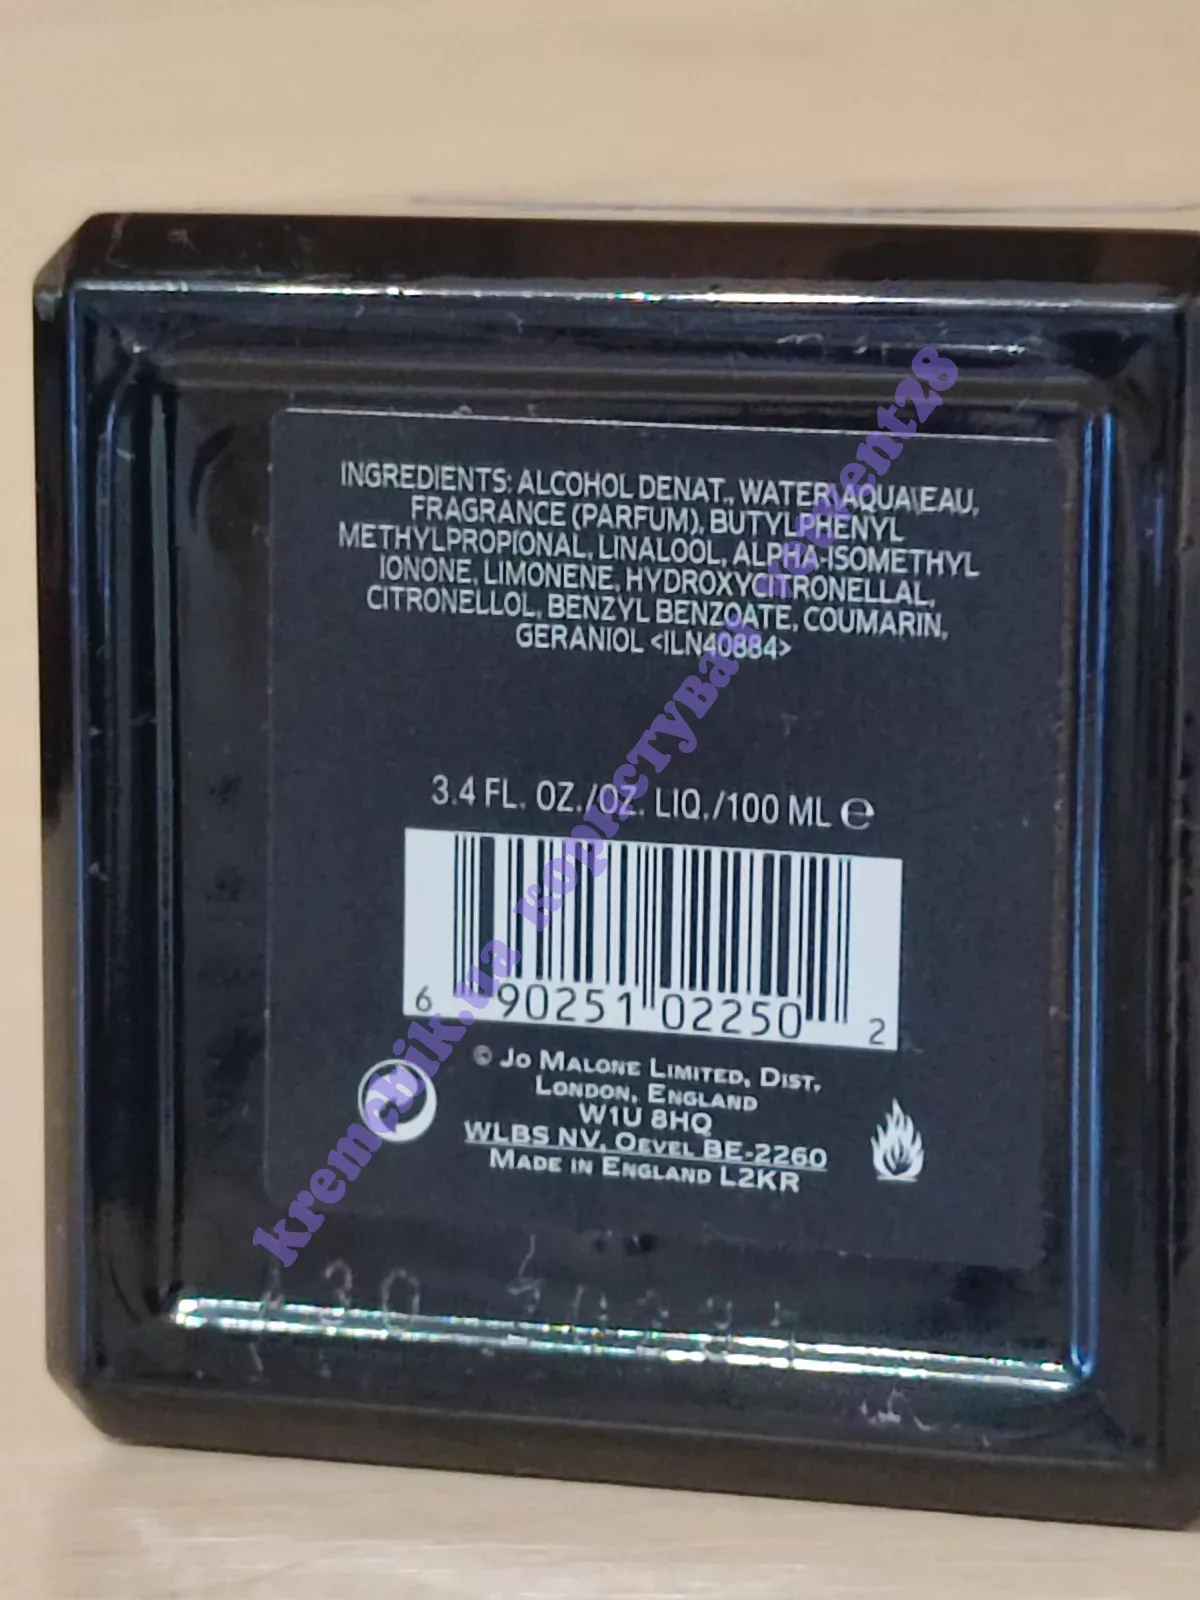 INGREDIENTS: ALCOHOL DENAT., WATER\AQUA\EAU,
FRAGRANCE (PARFUM), BUTYLPHENYL
METHYLPROPIONAL, LINALOOL, ALPHA-ISOMETHYL
IONONE, LIMONENE, HYDROXYCITRONELLAL,
CITRONELLOL, BENZYL BENZOATE, COUMARIN,
GERANIOL <ILN40884>
3.4 FL. OZ./OZ. LIQ./100 ML ℮
6 90251 02250 2
© JO MALONE LIMITED, DIST.
LONDON, ENGLAND
W1U 8HQ
WLBS NV, OEVEL BE-2260
MADE IN ENGLAND L2KR
A30
kremchik.ua користувач